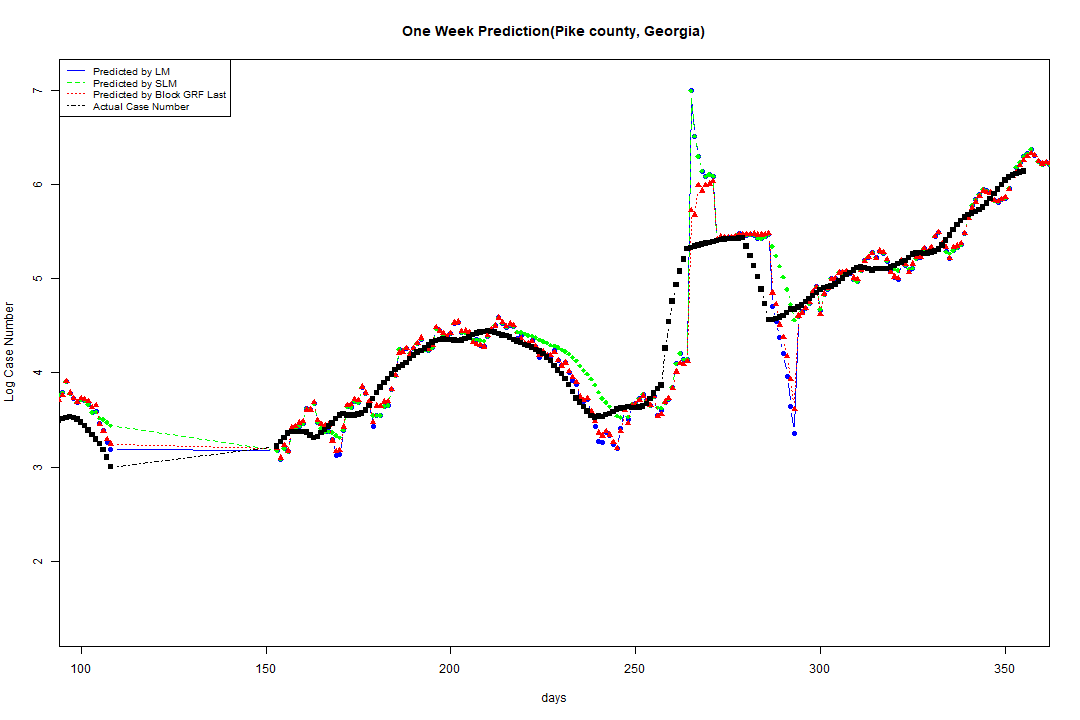 One Week Prediction(Pike county, Georgia)
Predicted by LM
Predicted by SLM
Predicted by Block GRF Last
Actual Case Number
7
6
5
4
3
2
Log Case Number
100 150 200 250 300 350
days